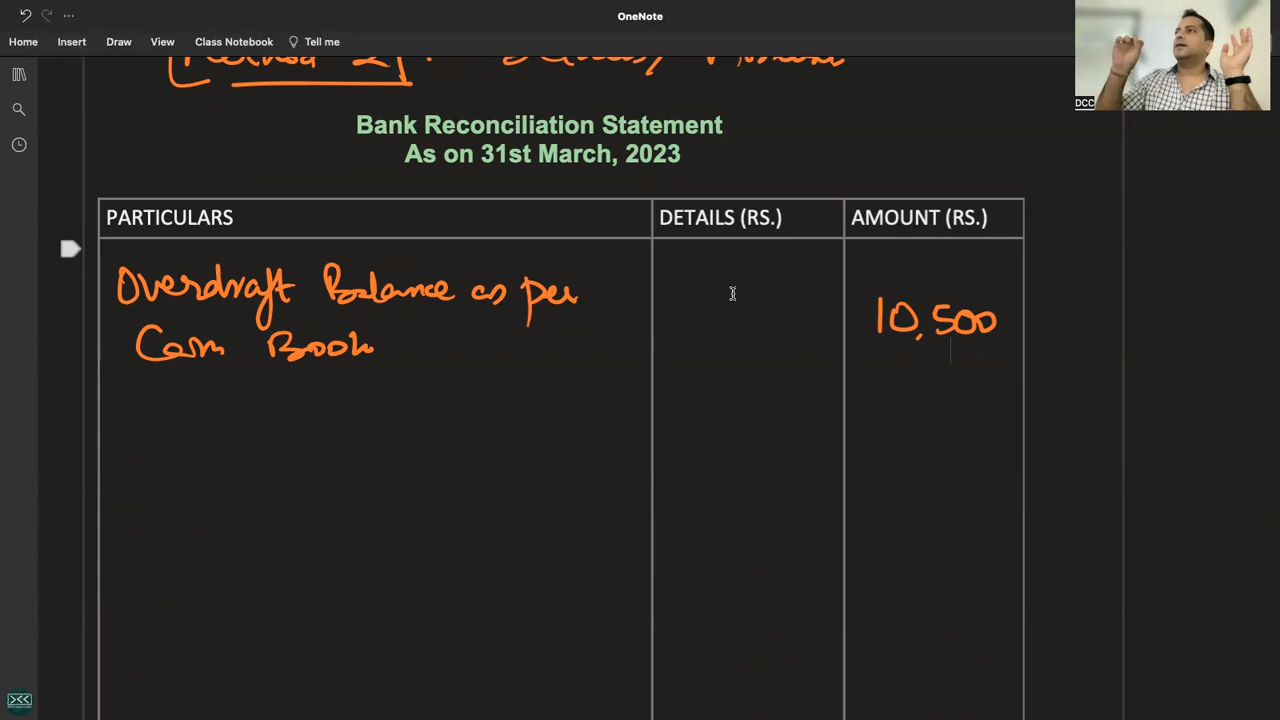 OneNote
Home Insert Draw View Class Notebook Tell me
DCC
Bank Reconciliation Statement
As on 31st March, 2023
PARTICULARS DETAILS (RS.) AMOUNT (RS.)
Overdraft Balance as per
Cash Book
10,500